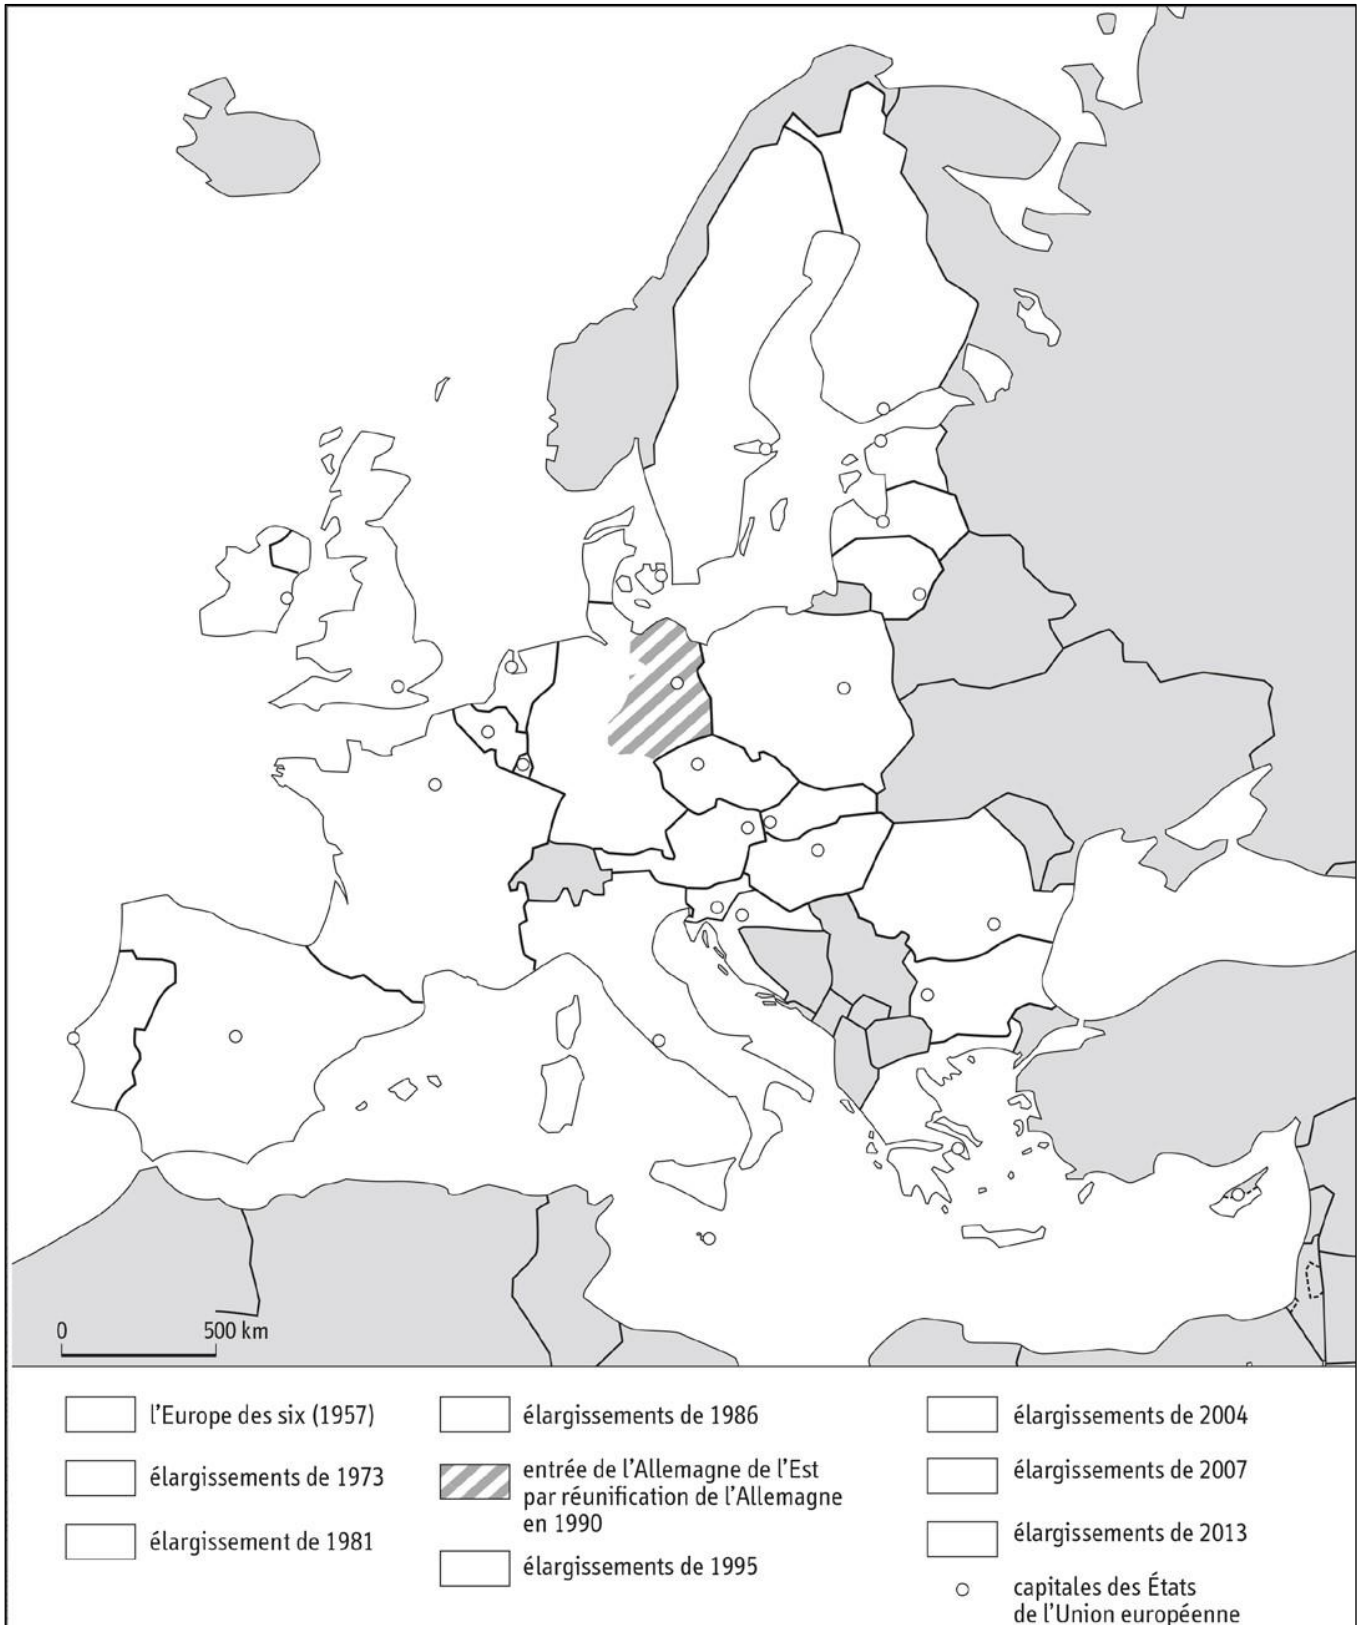 0 500 km
l'Europe des six (1957)
élargissements de 1973
élargissement de 1981
élargissements de 1986
entrée de l'Allemagne de l'Est
par réunification de l'Allemagne
en 1990
élargissements de 1995
élargissements de 2004
élargissements de 2007
élargissements de 2013
capitales des États
de l'Union européenne